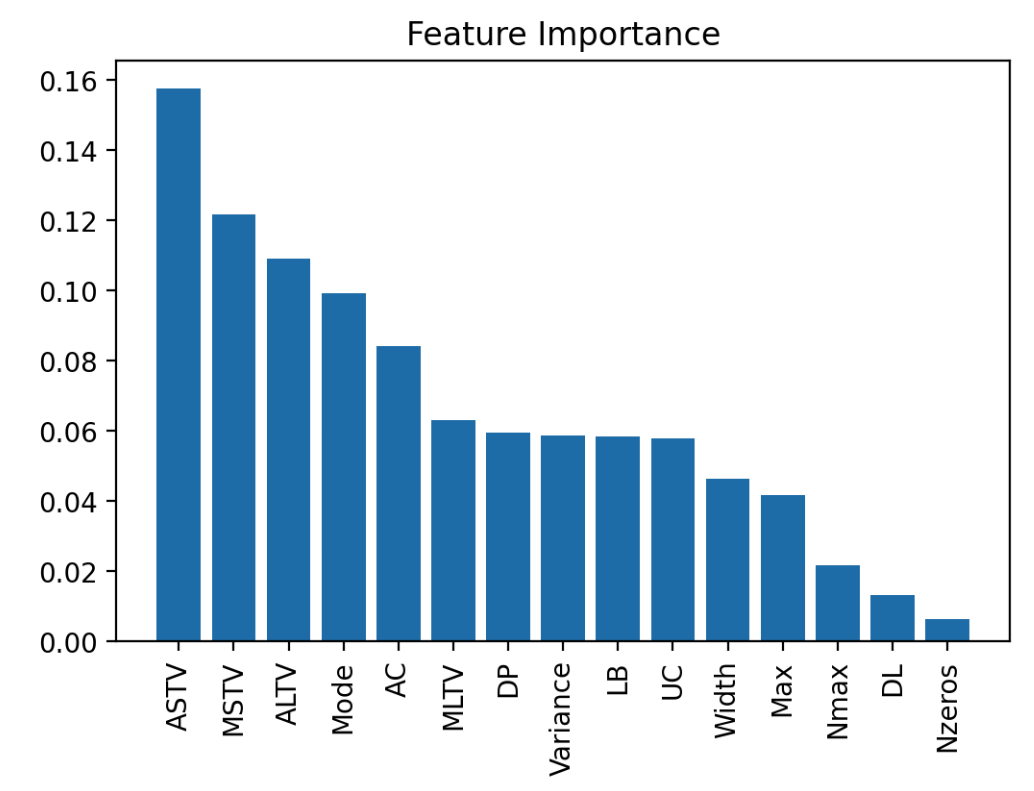 Feature Importance
0.16
0.14
0.12
0.10
0.08
0.06
0.04
0.02
0.00
ASTV
MSTV
ALTV
Mode
AC
MLTV
DP
Variance
LB
UC
Width
Max
Nmax
DL
Nzeros